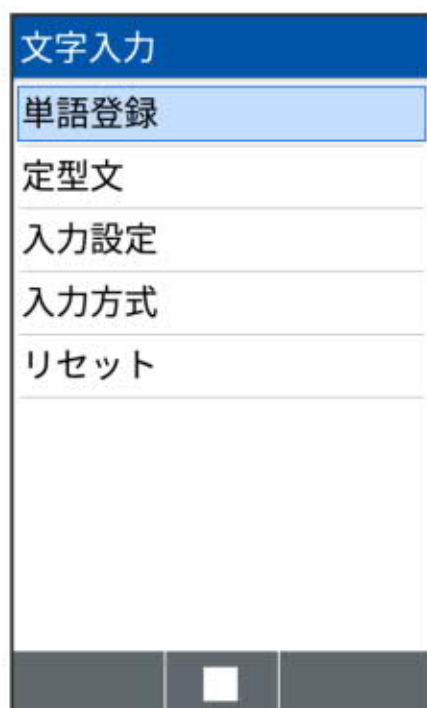 文字入力
単語登録
定型文
入力設定
入力方式
リセット